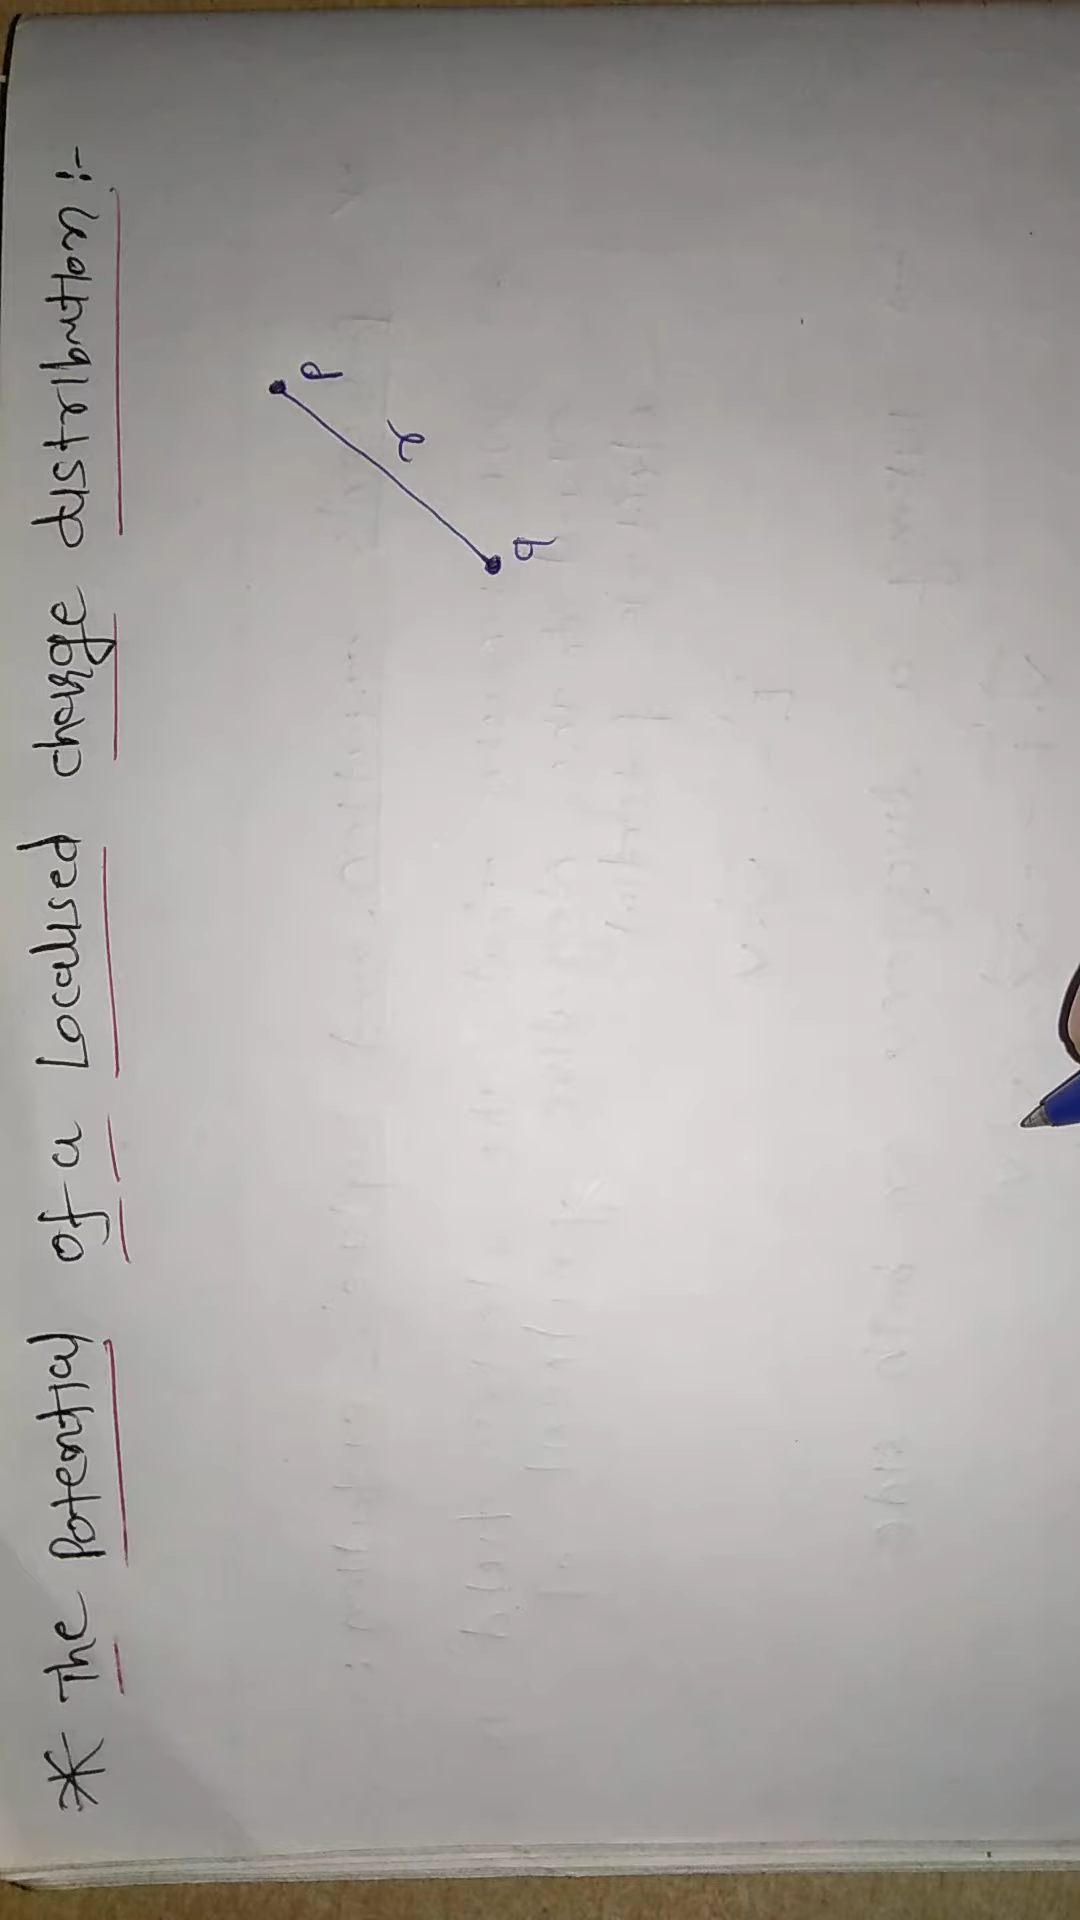 * The Potential of a Localised charge distribution :-
P
r
q